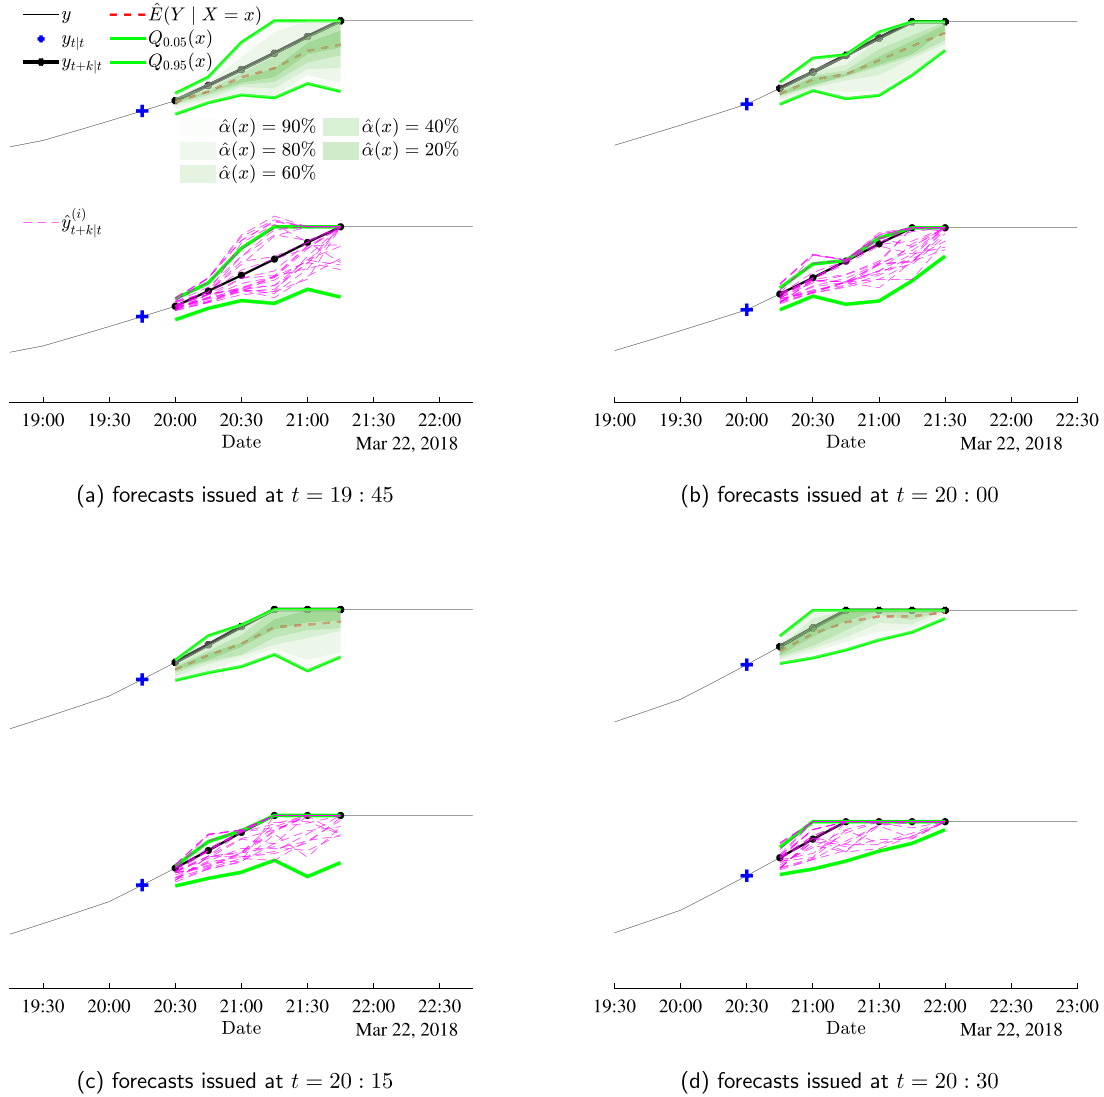 y Ê(Y | X = x)
y_{t|t} Q_{0.05}(x)
y_{t+k|t} Q_{0.95}(x)
α̂(x) = 90% α̂(x) = 40%
α̂(x) = 80% α̂(x) = 20%
α̂(x) = 60%
ŷ^{(i)}_{t+k|t}
19:00 19:30 20:00 20:30 21:00 21:30 22:00
Date
Mar 22, 2018
(a) forecasts issued at t = 19 : 45
19:00 19:30 20:00 20:30 21:00 21:30 22:00 22:30
Date
Mar 22, 2018
(b) forecasts issued at t = 20 : 00
19:30 20:00 20:30 21:00 21:30 22:00 22:30
Date
Mar 22, 2018
(c) forecasts issued at t = 20 : 15
19:30 20:00 20:30 21:00 21:30 22:00 22:30 23:00
Date
Mar 22, 2018
(d) forecasts issued at t = 20 : 30